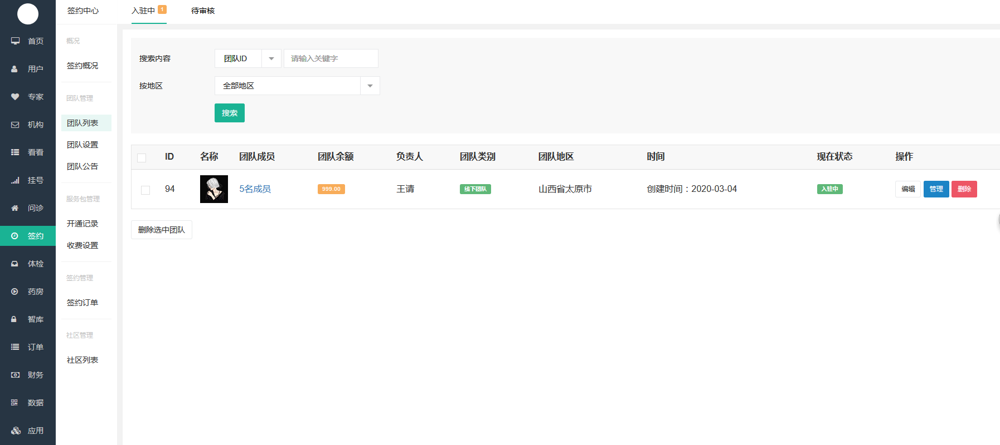 签约中心
入驻中 1
待审核
首页
用户
专家
机构
看看
挂号
问诊
签约
体检
药房
智库
订单
财务
数据
应用
概况
签约概况
团队管理
团队列表
团队设置
团队公告
服务包管理
开通记录
收费设置
签约管理
签约订单
社区管理
社区列表
搜索内容 团队ID 请输入关键字
按地区 全部地区
搜索
ID 名称 团队成员 团队余额 负责人 团队类别 团队地区 时间 现在状态 操作
94 5名成员 999.00 王请 线下团队 山西省太原市 创建时间：2020-03-04 入驻中 编辑 管理 删除
删除选中团队